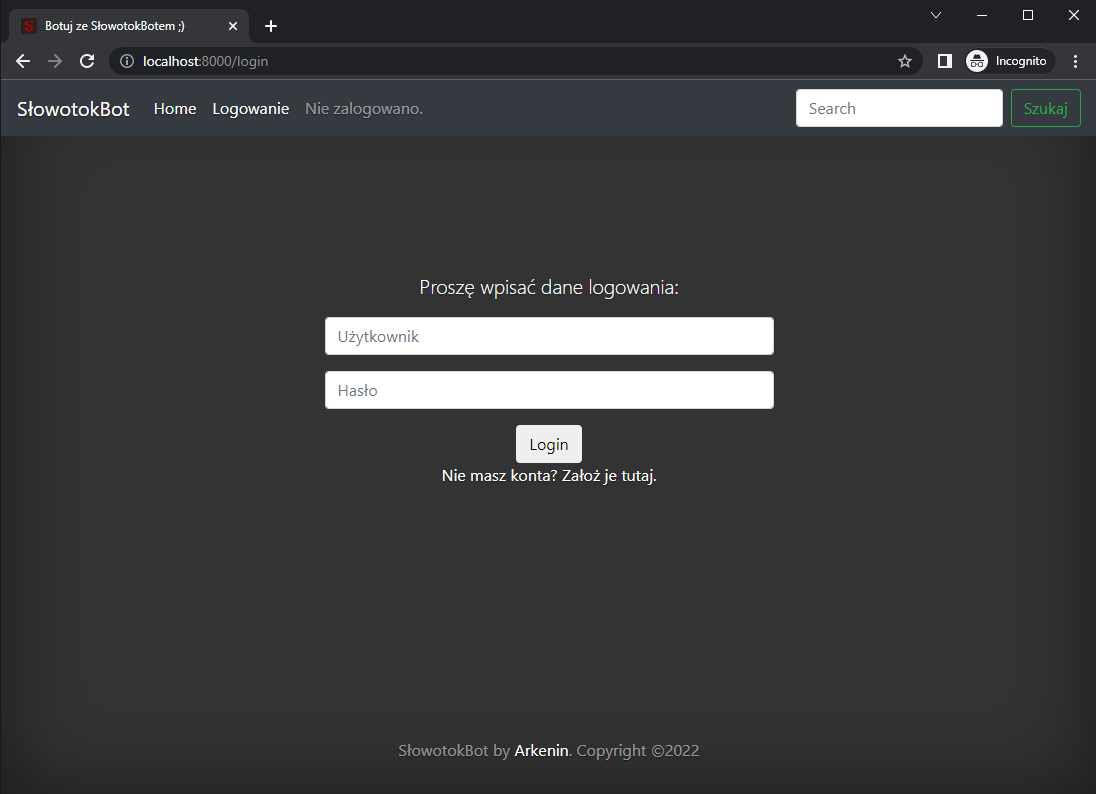 Botuj ze SłowotokBotem ;)
localhost:8000/login
Incognito
SłowotokBot Home Logowanie Nie zalogowano. Search Szukaj
Proszę wpisać dane logowania:
Użytkownik
Hasło
Login
Nie masz konta? Załoź je tutaj.
SłowotokBot by Arkenin. Copyright ©2022